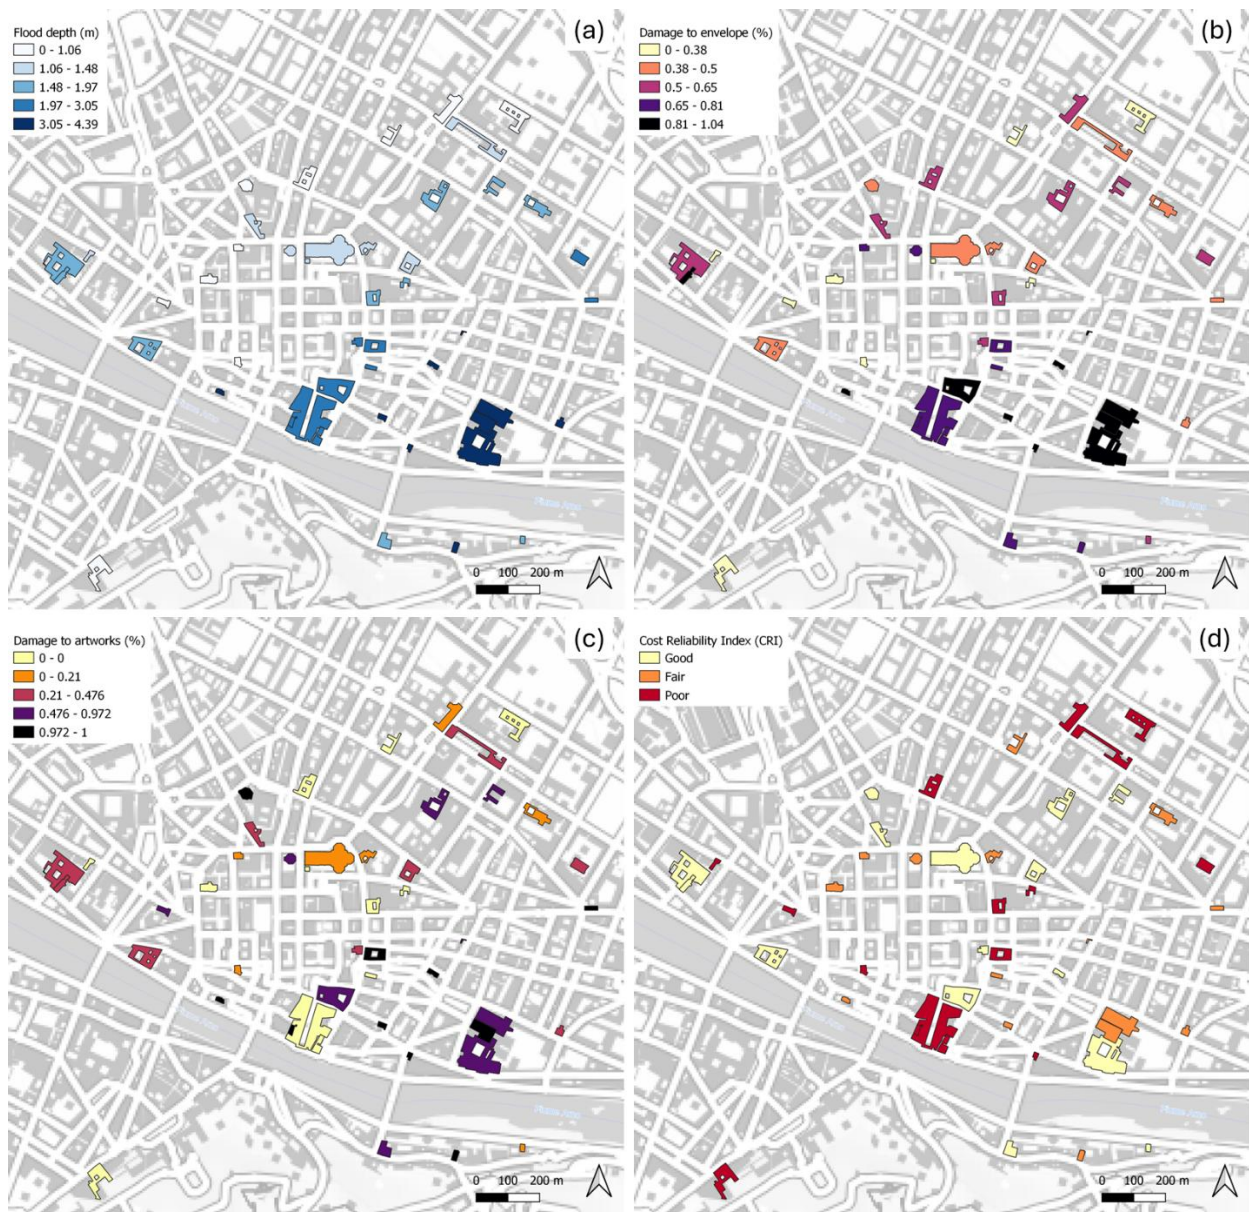 (a)
Flood depth (m)
0 - 1.06
1.06 - 1.48
1.48 - 1.97
1.97 - 3.05
3.05 - 4.39
0 100 200 m
(b)
Damage to envelope (%)
0 - 0.38
0.38 - 0.5
0.5 - 0.65
0.65 - 0.81
0.81 - 1.04
0 100 200 m
(c)
Damage to artworks (%)
0 - 0
0 - 0.21
0.21 - 0.476
0.476 - 0.972
0.972 - 1
0 100 200 m
(d)
Cost Reliability Index (CRI)
Good
Fair
Poor
0 100 200 m